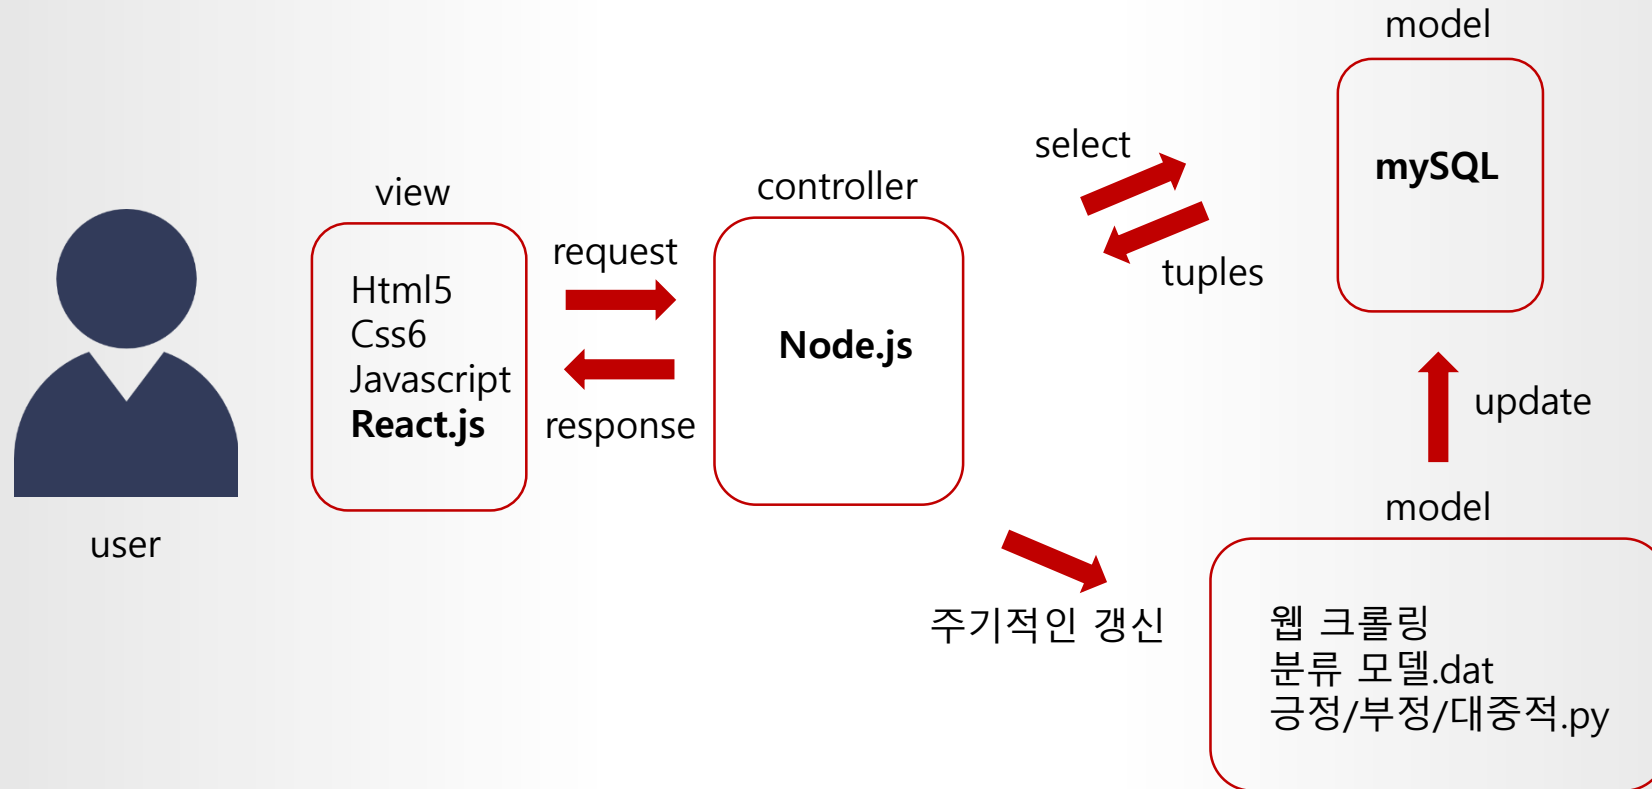 model
mySQL
select
tuples
view
controller
Html5
Css6
Javascript
React.js
request
response
Node.js
user
update
model
주기적인 갱신
웹 크롤링
분류 모델.dat
긍정/부정/대중적.py